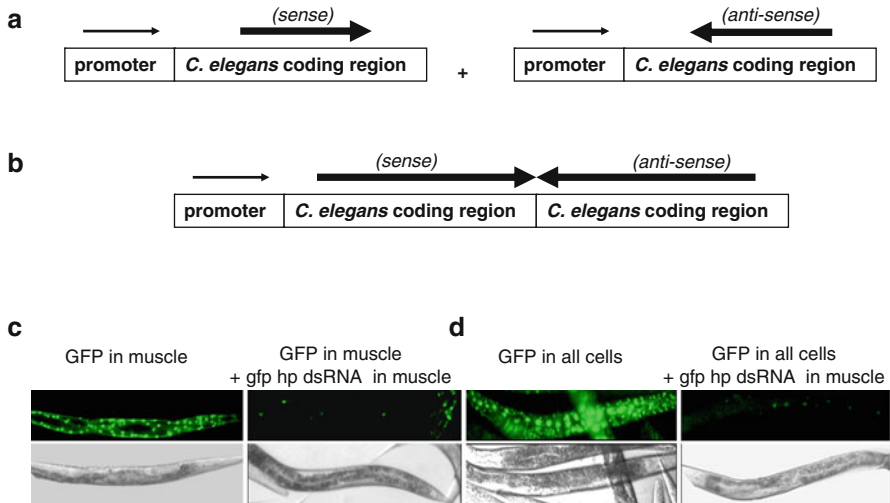 a
(sense)
(anti-sense)
promoter
C. elegans coding region
+
promoter
C. elegans coding region
b
(sense)
(anti-sense)
promoter
C. elegans coding region
C. elegans coding region
c
GFP in muscle
GFP in muscle
+ gfp hp dsRNA in muscle
d
GFP in all cells
GFP in all cells
+ gfp hp dsRNA in muscle